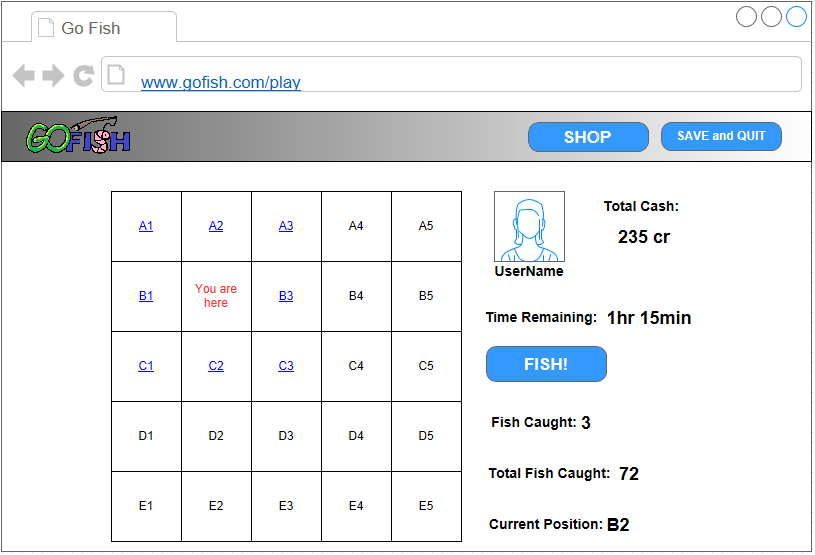 Go Fish
www.gofish.com/play
GOFISH
SHOP
SAVE and QUIT
A1 A2 A3 A4 A5
B1 You are here B3 B4 B5
C1 C2 C3 C4 C5
D1 D2 D3 D4 D5
E1 E2 E3 E4 E5
UserName
Total Cash:
235 cr
Time Remaining: 1hr 15min
FISH!
Fish Caught: 3
Total Fish Caught: 72
Current Position: B2